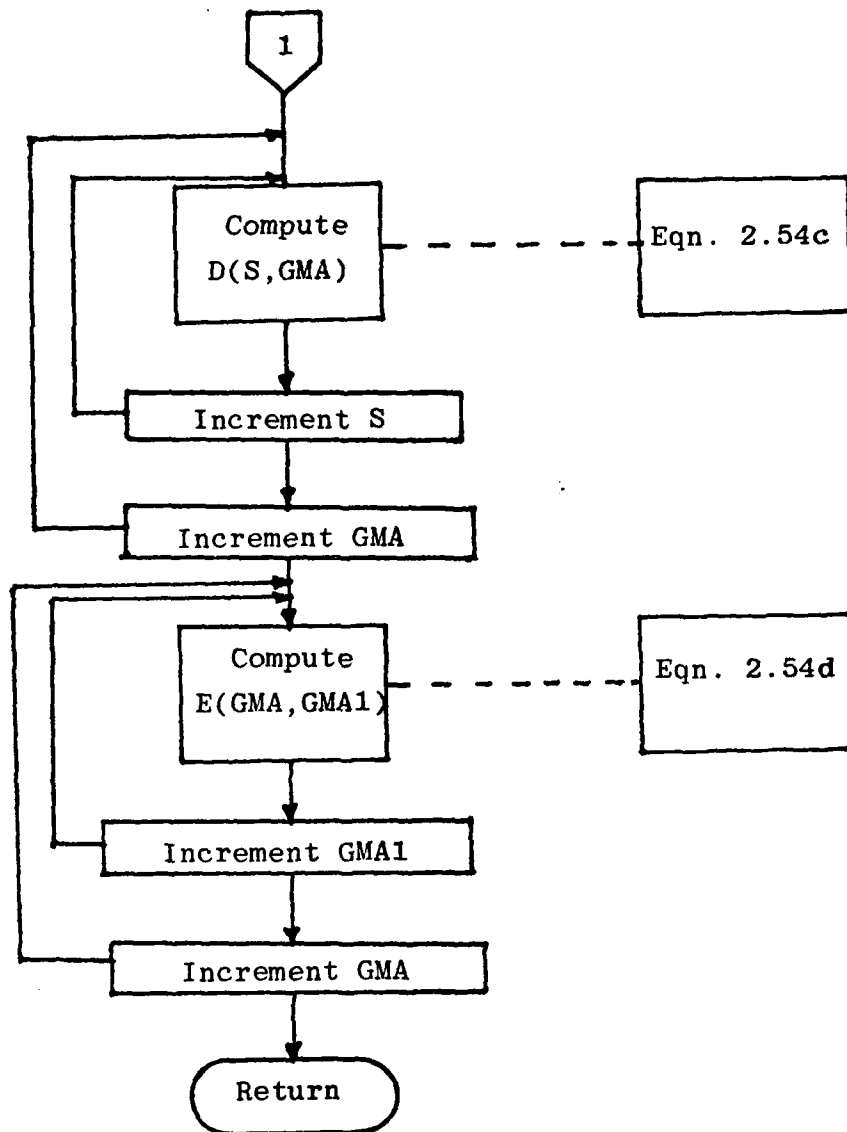 1
Compute
D(S,GMA)
Eqn. 2.54c
Increment S
Increment GMA
Compute
E(GMA,GMA1)
Eqn. 2.54d
Increment GMA1
Increment GMA
Return